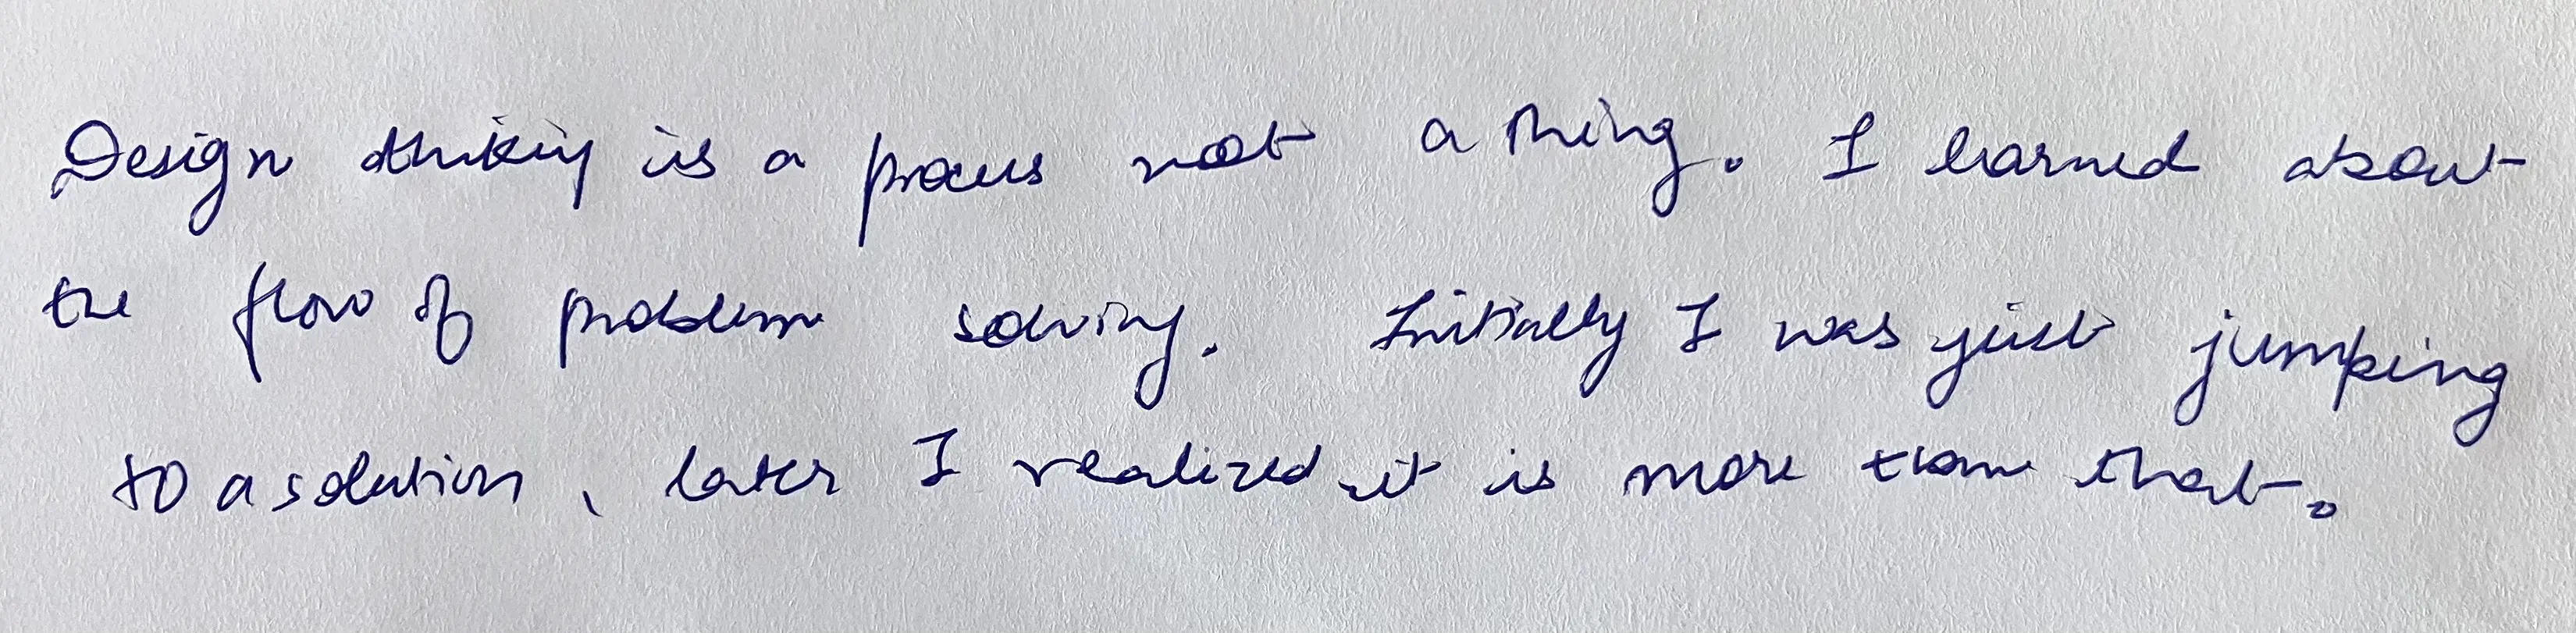 Design thinking is a process not a thing. I learned about
the flow of problem solving. Initially I was just jumping
to a solution, later I realized it is more than that.